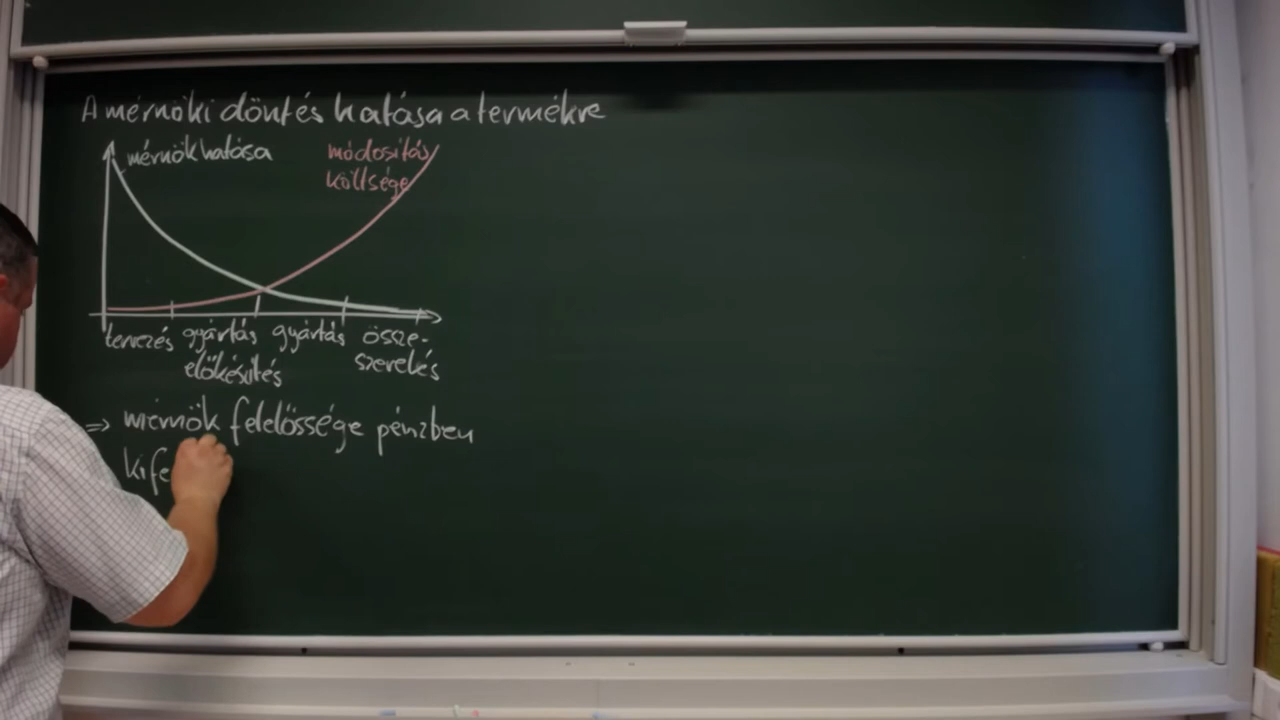 A mérnöki döntés hatása a termékre
mérnök hatása
módosítás
költsége
tervezés gyártás gyártás össze-
előkészítés szerelés
⇒ mérnök felelőssége pénzben
kife